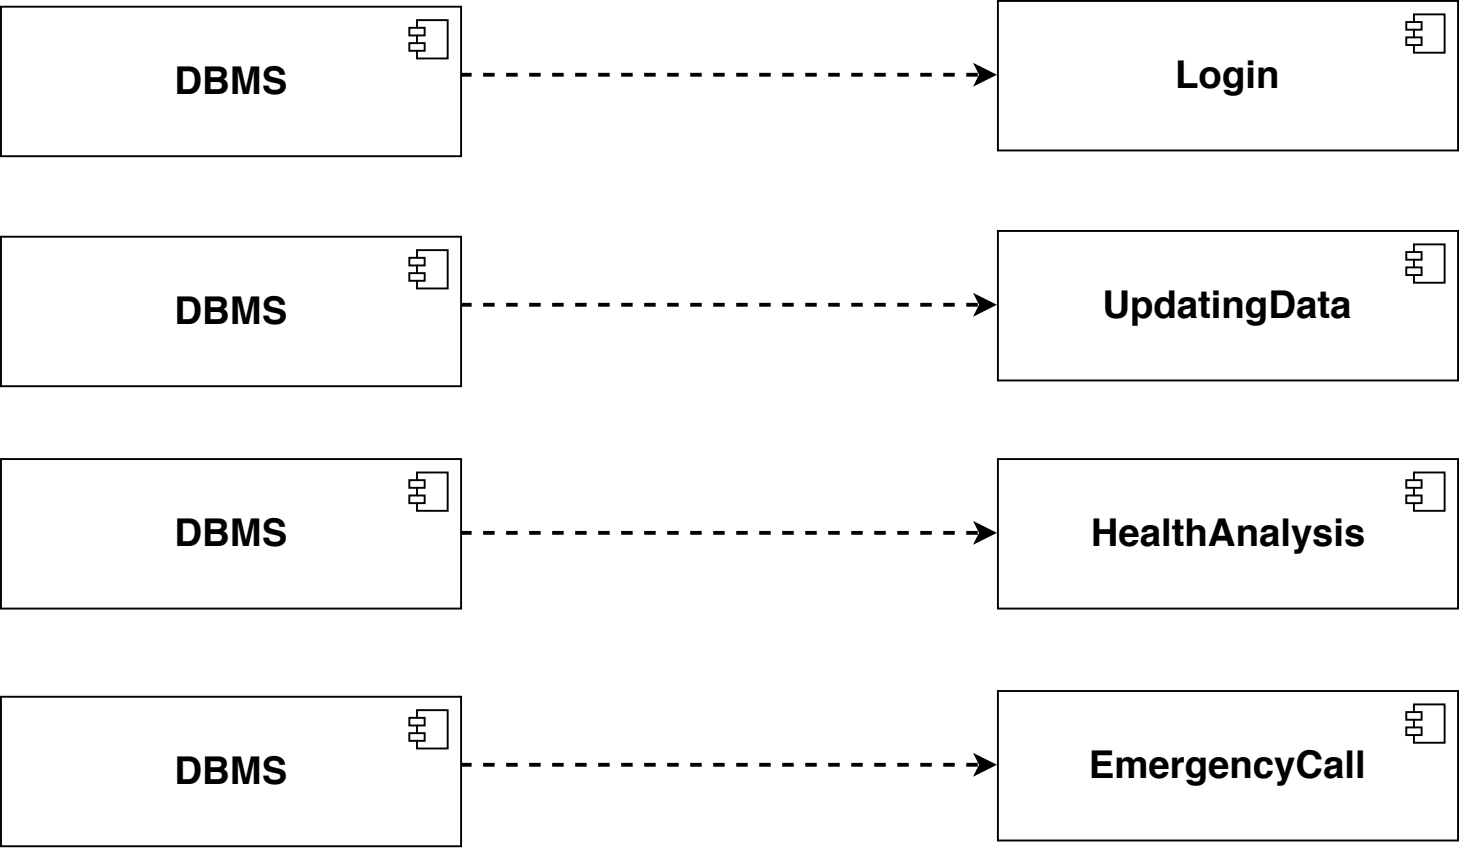 DBMS
Login
DBMS
UpdatingData
DBMS
HealthAnalysis
DBMS
EmergencyCall